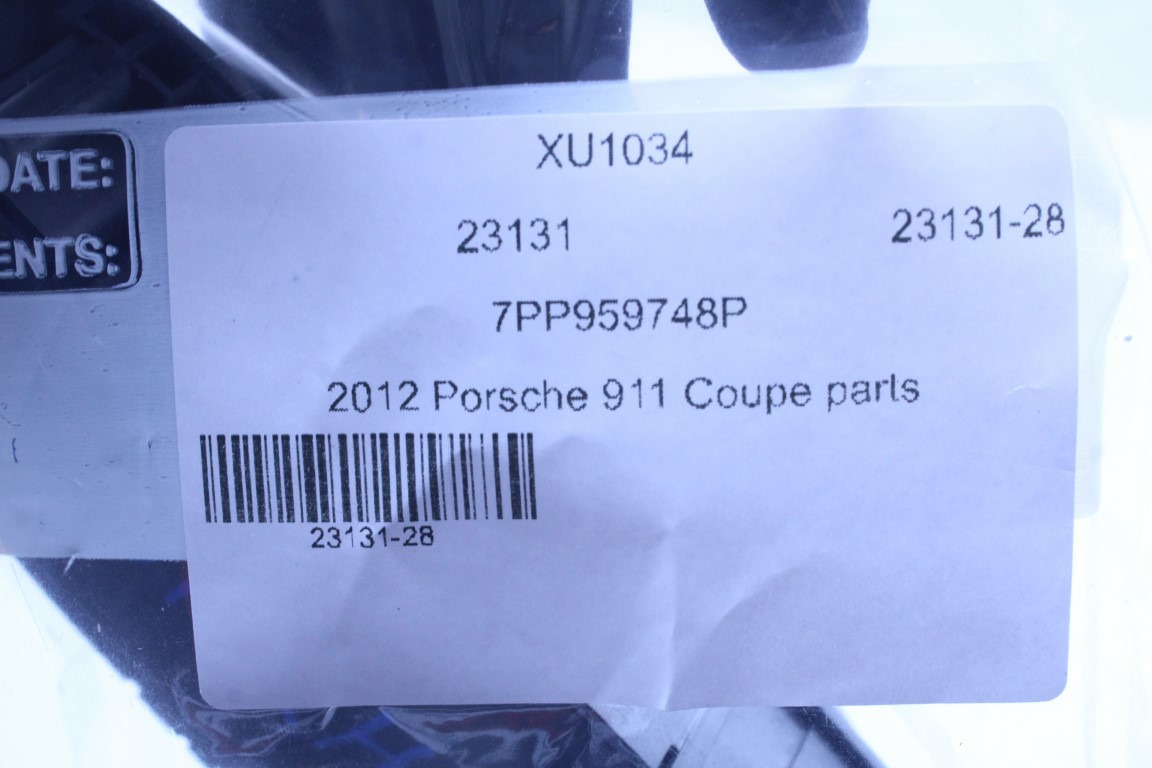 DATE:
ENTS:
XU1034
23131 23131-28
7PP959748P
2012 Porsche 911 Coupe parts
23131-28